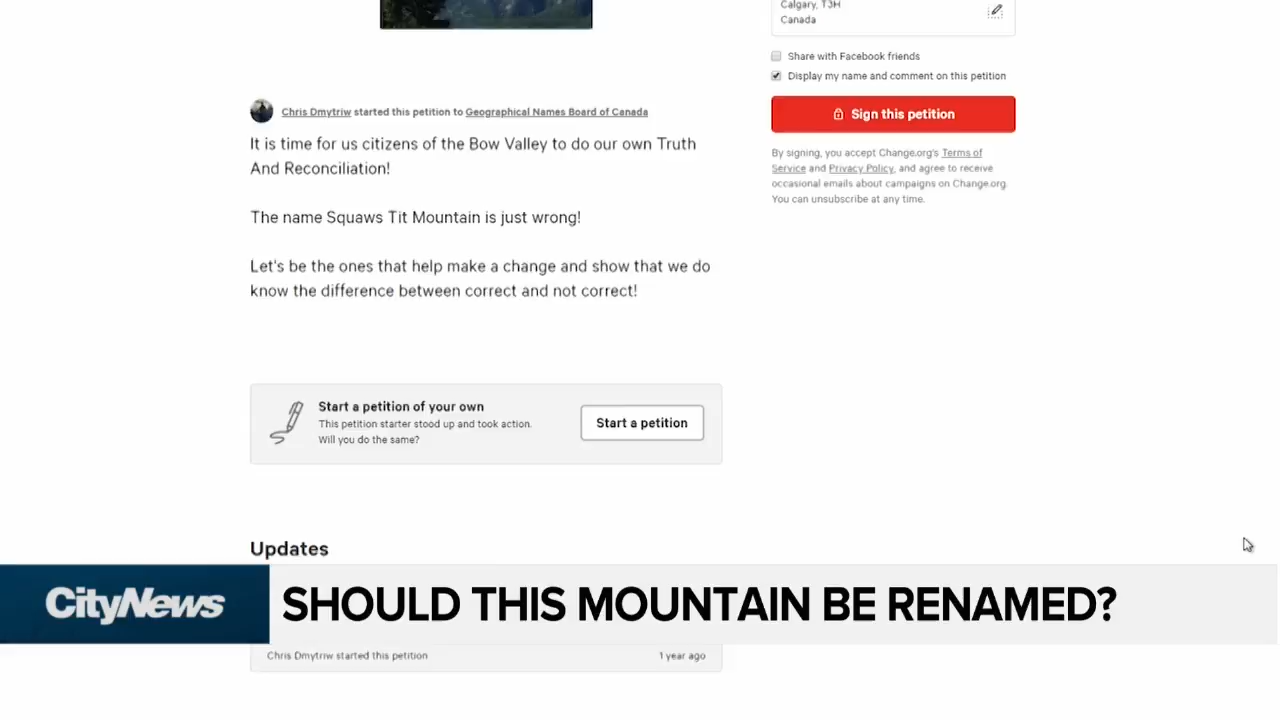 Calgary, T3H
Canada
Share with Facebook friends
Display my name and comment on this petition
Sign this petition
By signing, you accept Change.org's Terms of
Service and Privacy Policy, and agree to receive
occasional emails about campaigns on Change.org.
You can unsubscribe at any time.
Chris Dmytriw started this petition to Geographical Names Board of Canada
It is time for us citizens of the Bow Valley to do our own Truth
And Reconciliation!
The name Squaws Tit Mountain is just wrong!
Let's be the ones that help make a change and show that we do
know the difference between correct and not correct!
Start a petition of your own
This petition starter stood up and took action.
Will you do the same?
Start a petition
Updates
CityNews
SHOULD THIS MOUNTAIN BE RENAMED?
Chris Dmytriw started this petition
1 year ago